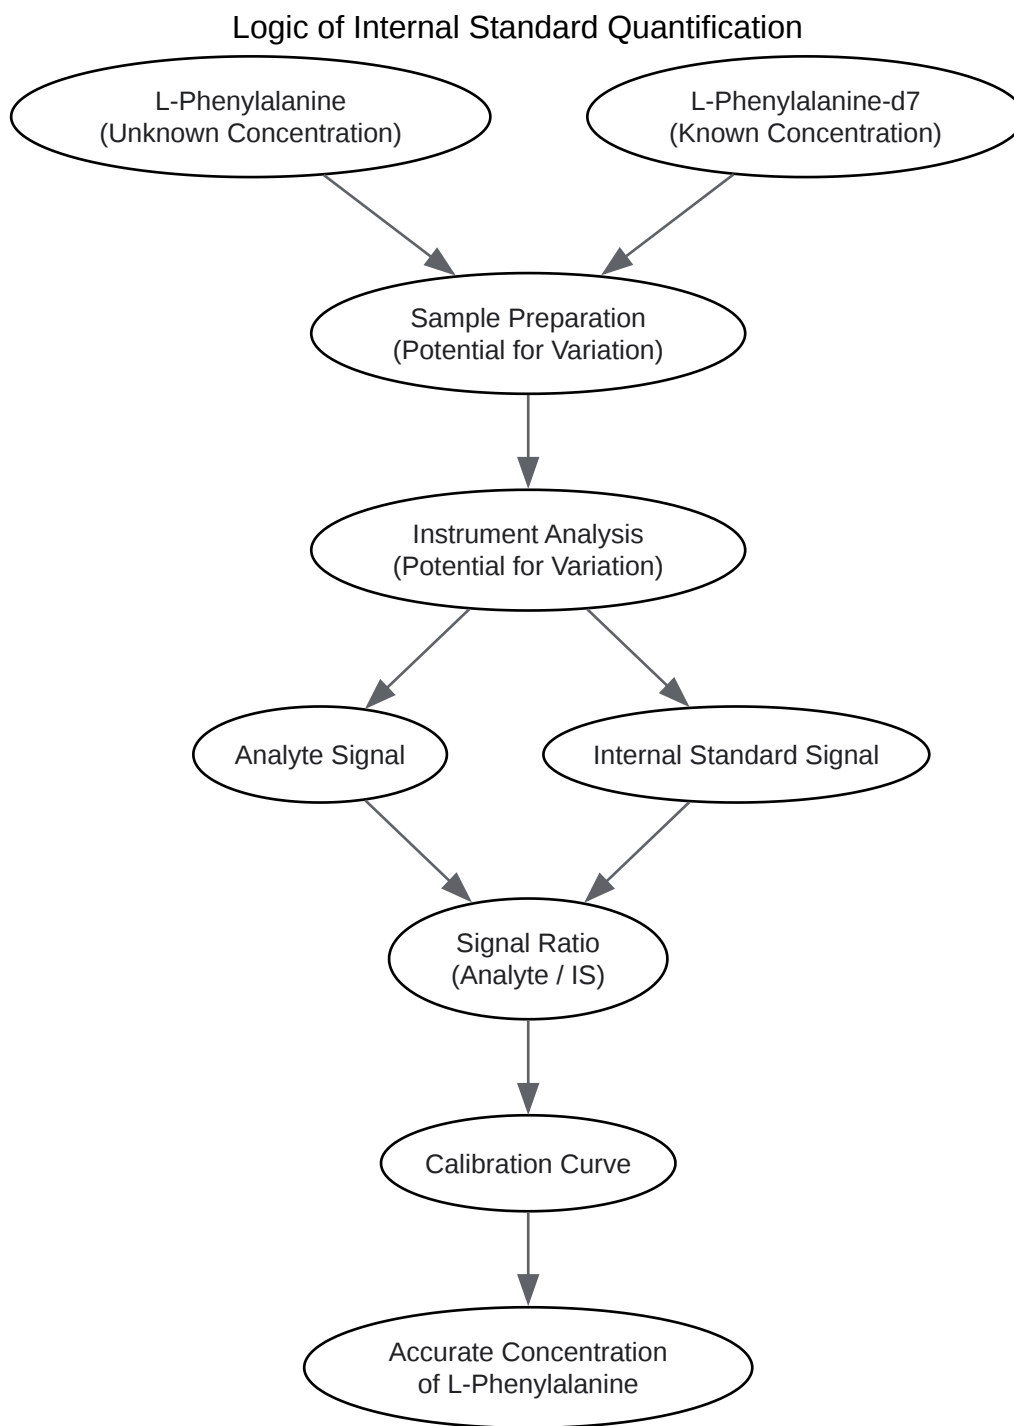 Logic of Internal Standard Quantification
L-Phenylalanine
(Unknown Concentration)
L-Phenylalanine-d7
(Known Concentration)
Sample Preparation
(Potential for Variation)
Instrument Analysis
(Potential for Variation)
Analyte Signal
Internal Standard Signal
Signal Ratio
(Analyte / IS)
Calibration Curve
Accurate Concentration
of L-Phenylalanine